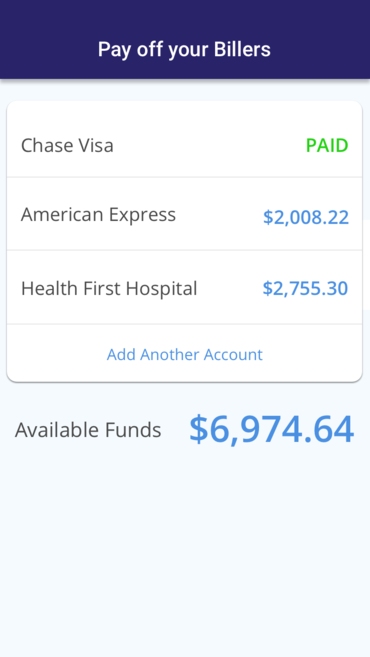 Pay off your Billers
Chase Visa PAID
American Express $2,008.22
Health First Hospital $2,755.30
Add Another Account
Available Funds $6,974.64